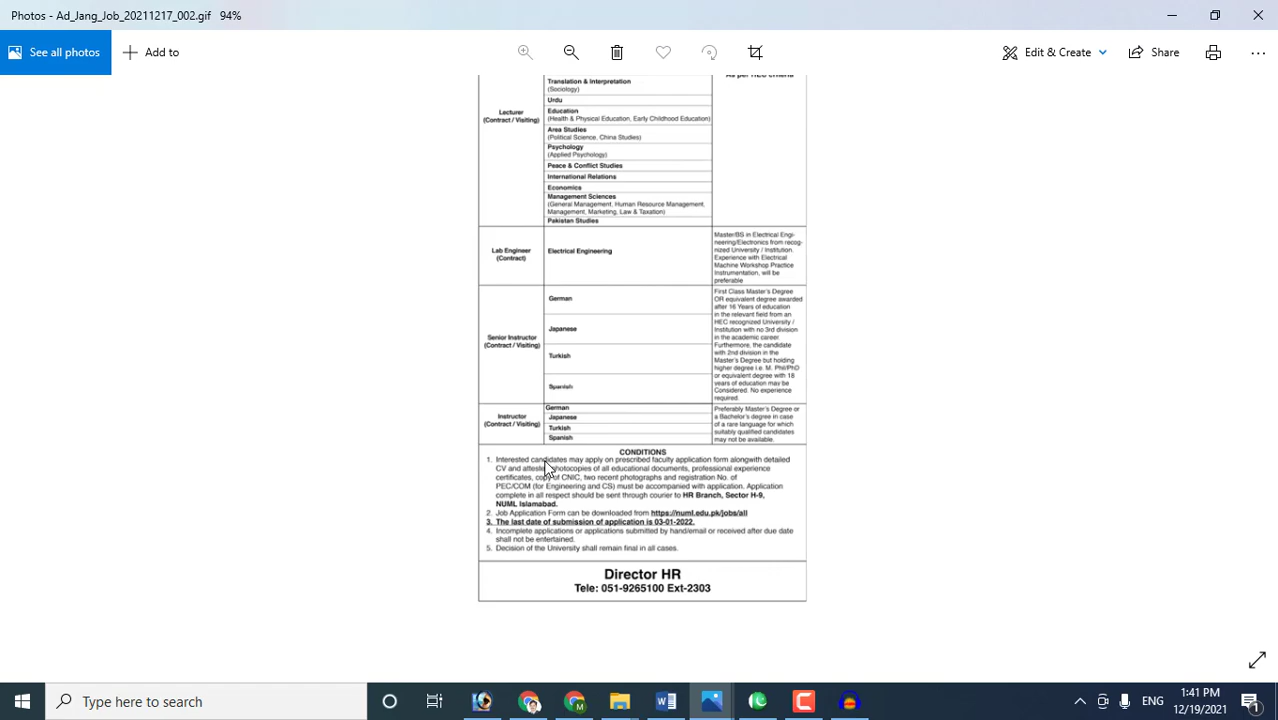 Photos - Ad_Jang_Job_20211217_002.gif   94%
See all photos
Add to
Edit & Create
Share
As per HEC criteria
Lecturer
(Contract / Visiting)
Translation & Interpretation
(Sociology)
Urdu
Education
(Health & Physical Education, Early Childhood Education)
Area Studies
(Political Science, China Studies)
Psychology
(Applied Psychology)
Peace & Conflict Studies
International Relations
Economics
Management Sciences
(General Management, Human Resource Management,
Management, Marketing, Law & Taxation)
Pakistan Studies
Lab Engineer
(Contract)
Electrical Engineering
Master/BS in Electrical Engi-
neering/Electronics from recog-
nized University / Institution.
Experience with Electrical
Machine Workshop Practice
Instrumentation, will be
preferable
Senior Instructor
(Contract / Visiting)
German
Japanese
Turkish
Spanish
First Class Master's Degree
OR equivalent degree awarded
after 16 Years of education
in the relevant field from an
HEC recognized University /
Institution with no 3rd division
in the academic career.
Furthermore, the candidate
with 2nd division in the
Master's Degree but holding
higher degree i.e. M. Phil/PhD
or equivalent degree with 18
years of education may be
Considered. No experience
required.
Instructor
(Contract / Visiting)
German
Japanese
Turkish
Spanish
Preferably Master's Degree or
a Bachelor's degree in case
of a rare language for which
suitably qualified candidates
may not be available.
CONDITIONS
1. Interested candidates may apply on prescribed faculty application form alongwith detailed
CV and attested photocopies of all educational documents, professional experience
certificates, copy of CNIC, two recent photographs and registration No. of
PEC/COM (for Engineering and CS) must be accompanied with application. Application
complete in all respect should be sent through courier to HR Branch, Sector H-9,
NUML Islamabad.
2. Job Application Form can be downloaded from https://numl.edu.pk/jobs/all
3. The last date of submission of application is 03-01-2022.
4. Incomplete applications or applications submitted by hand/email or received after due date
shall not be entertained.
5. Decision of the University shall remain final in all cases.
Director HR
Tele: 051-9265100 Ext-2303
Type here to search
ENG
1:41 PM
12/19/2021